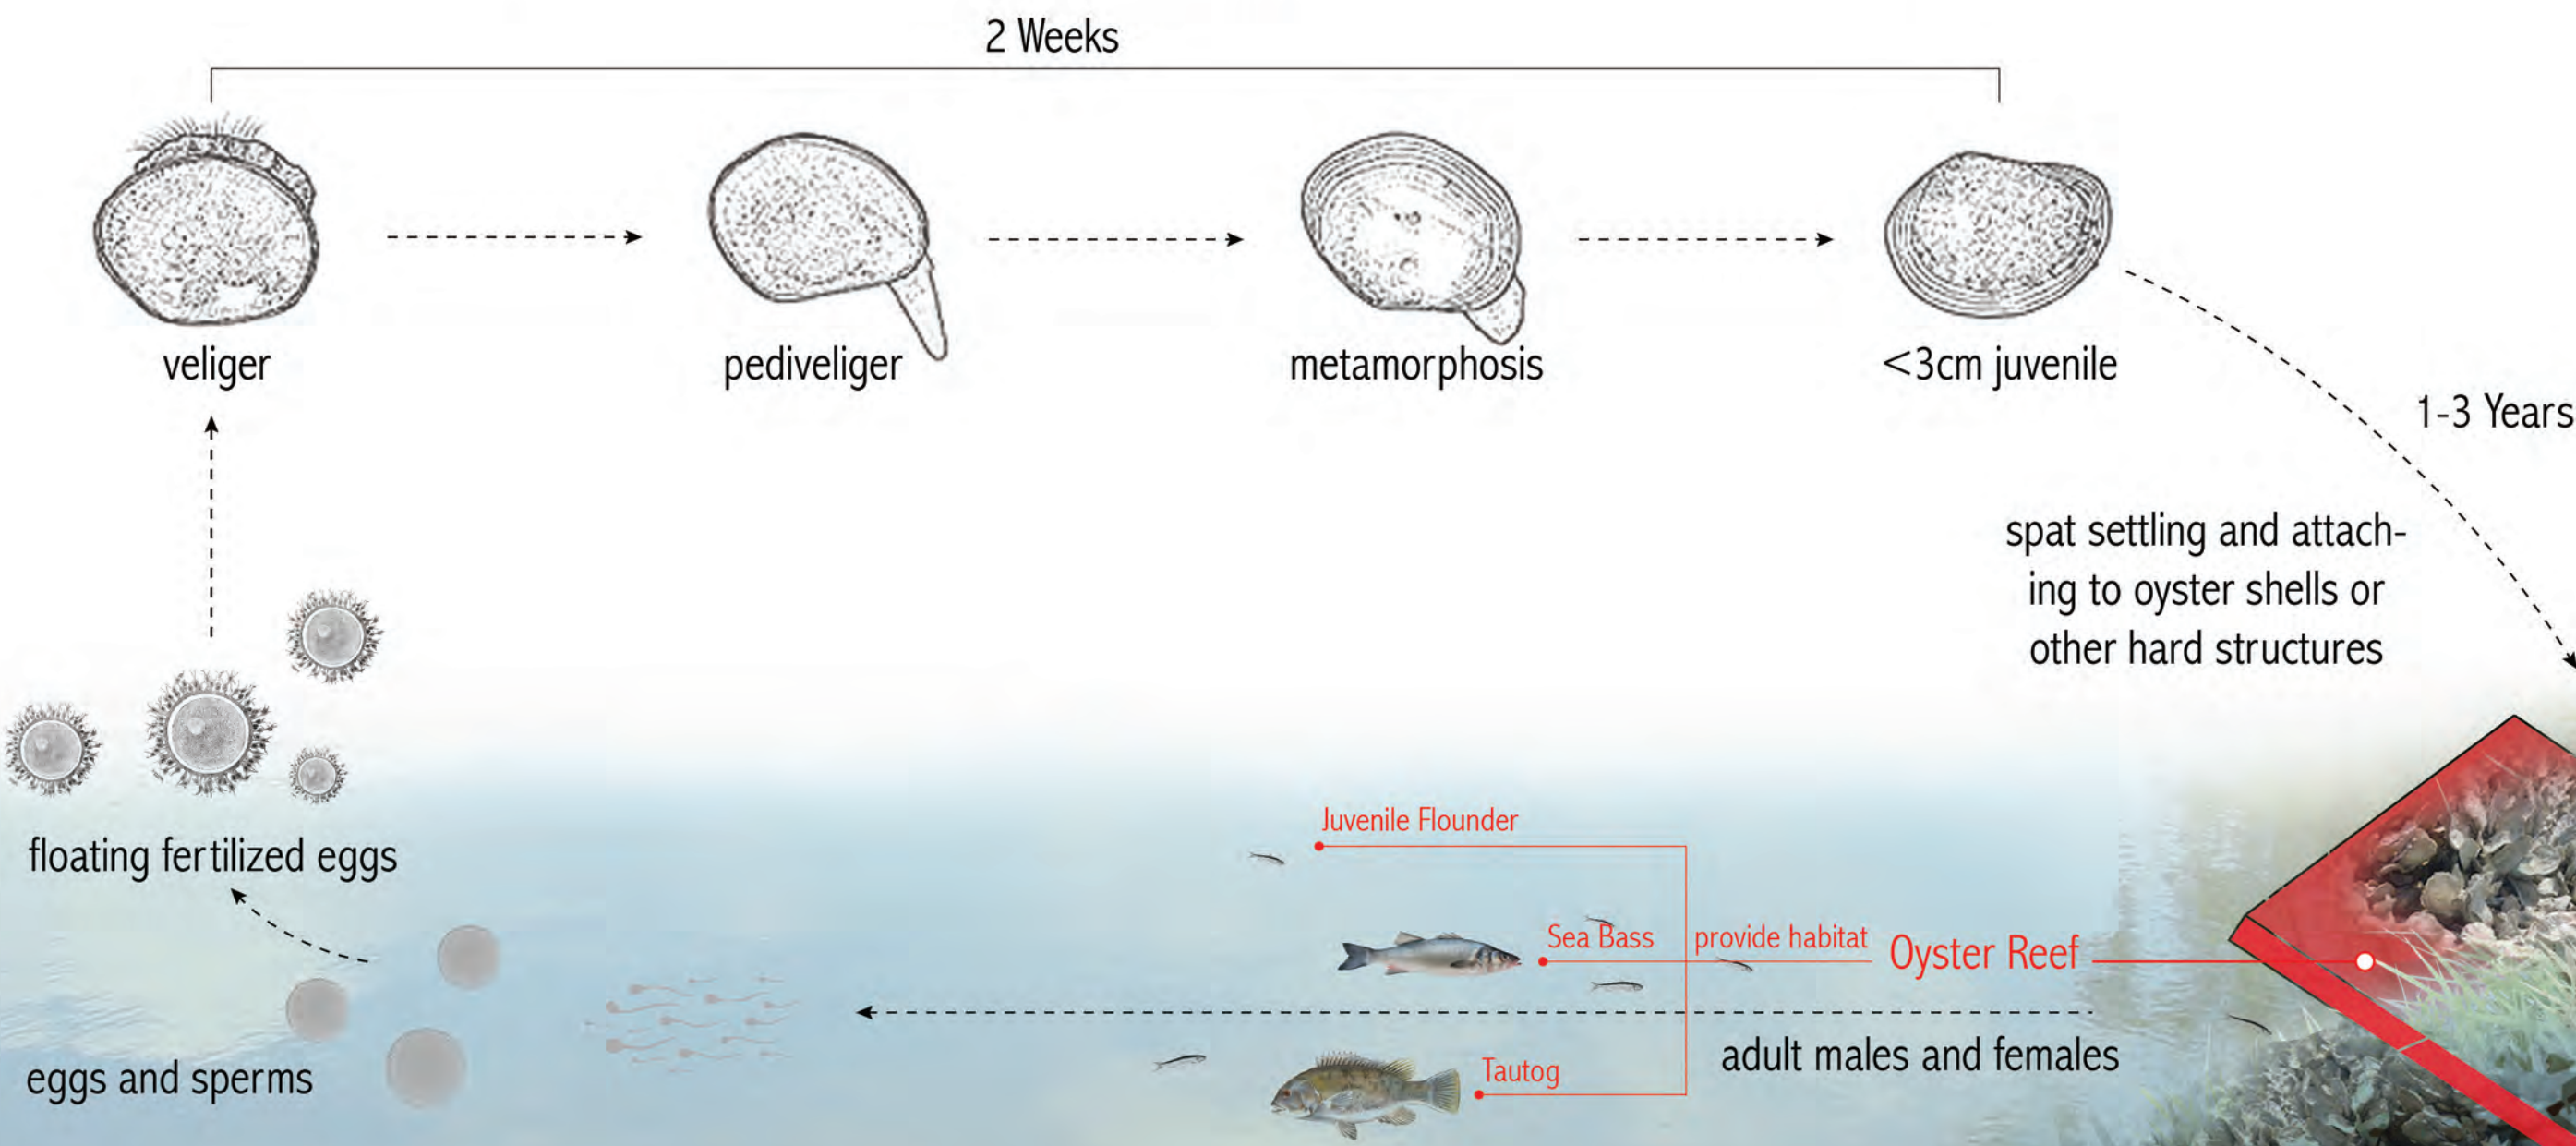 2 Weeks
veliger
pediveliger
metamorphosis
<3cm juvenile
1-3 Years
spat settling and attach-
ing to oyster shells or
other hard structures
floating fertilized eggs
Juvenile Flounder
Sea Bass
provide habitat
Oyster Reef
adult males and females
Tautog
eggs and sperms